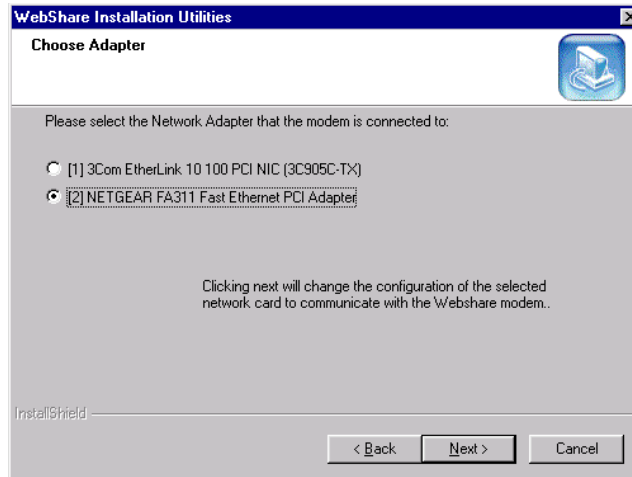 WebShare Installation Utilities
Choose Adapter
Please select the Network Adapter that the modem is connected to:
[1] 3Com EtherLink 10 100 PCI NIC (3C905C-TX)
[2] NETGEAR FA311 Fast Ethernet PCI Adapter
Clicking next will change the configuration of the selected
network card to communicate with the Webshare modem..
InstallShield
< Back
Next >
Cancel